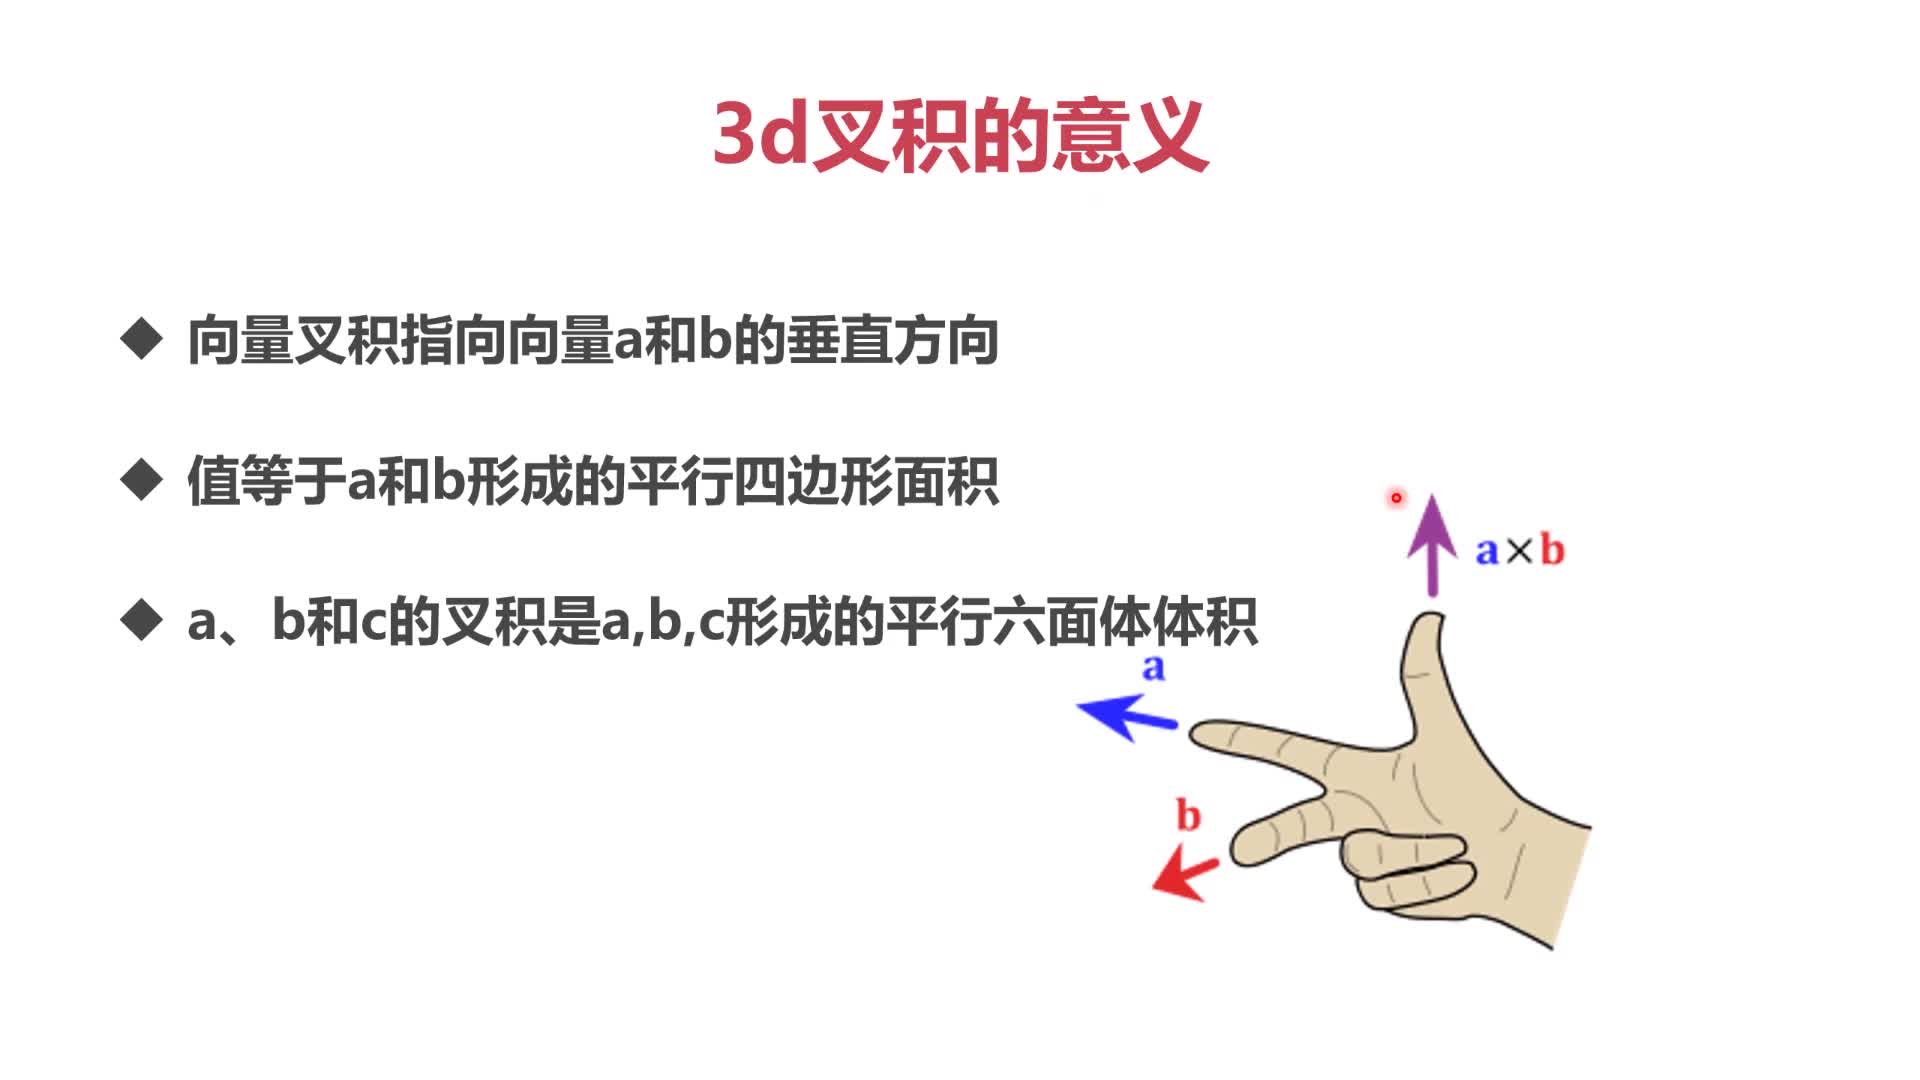 3d叉积的意义
向量叉积指向向量a和b的垂直方向
值等于a和b形成的平行四边形面积
a×b
a、b和c的叉积是a,b,c形成的平行六面体体积
a
b